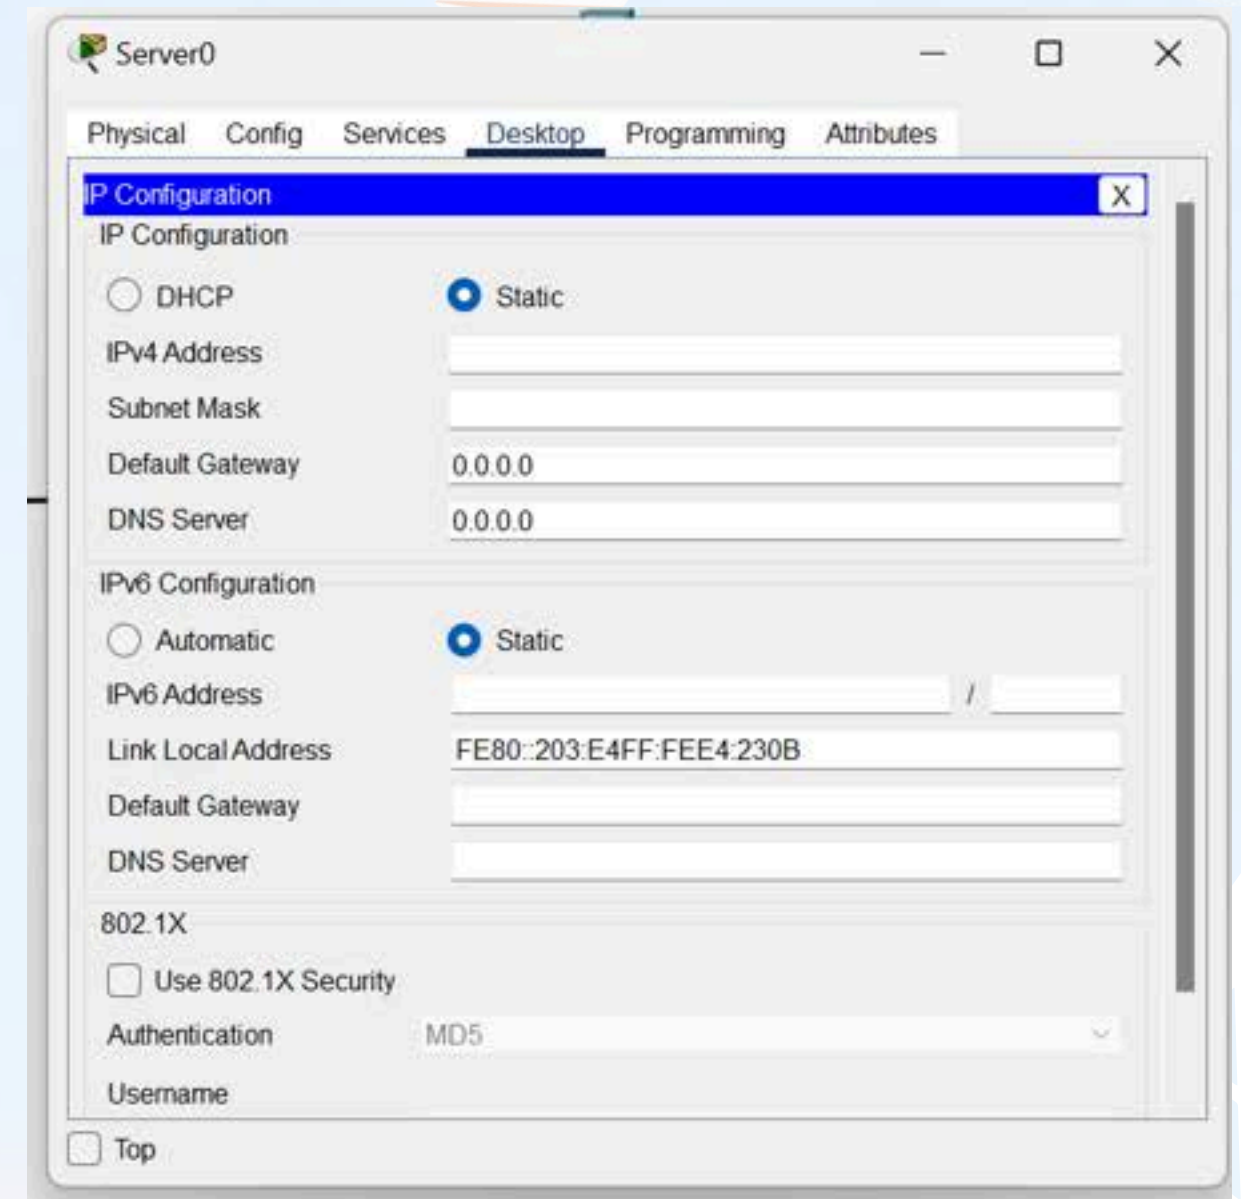 Server0
Physical Config Services Desktop Programming Attributes
IP Configuration X
IP Configuration
DHCP Static
IPv4 Address
Subnet Mask
Default Gateway 0.0.0.0
DNS Server 0.0.0.0
IPv6 Configuration
Automatic Static
IPv6 Address /
Link Local Address FE80::203:E4FF:FEE4:230B
Default Gateway
DNS Server
802.1X
Use 802.1X Security
Authentication MD5
Username
Top